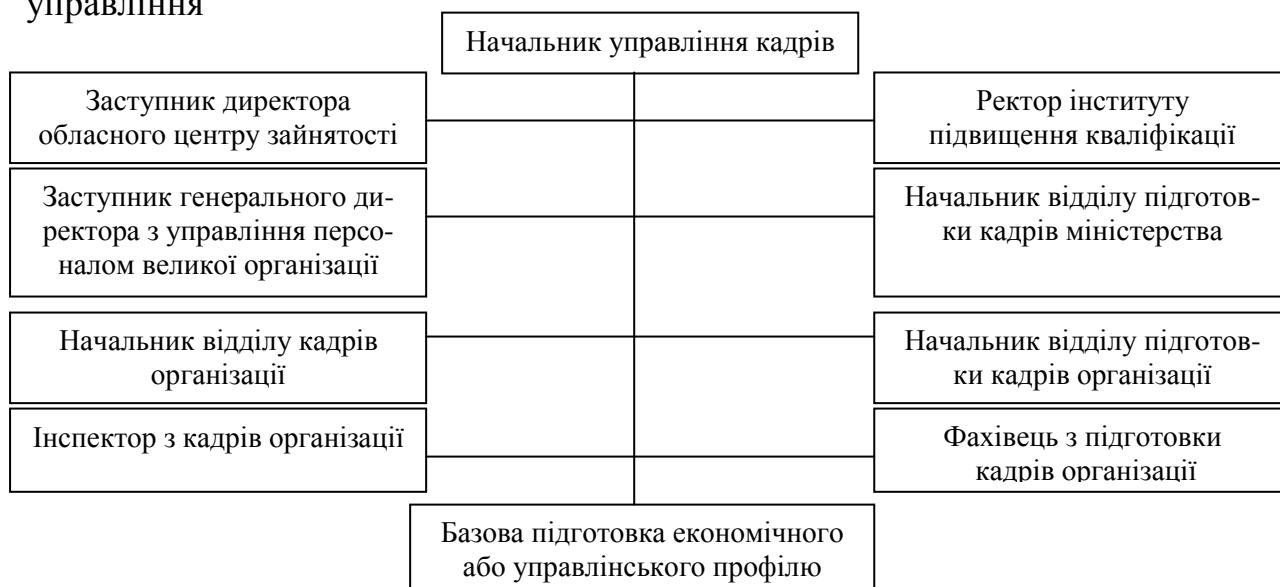 управління
Начальник управління кадрів
Заступник директора
обласного центру зайнятості
Ректор інституту
підвищення кваліфікації
Заступник генерального ди-
ректора з управління персо-
налом великої організації
Начальник відділу підготов-
ки кадрів міністерства
Начальник відділу кадрів
організації
Начальник відділу підготов-
ки кадрів організації
Інспектор з кадрів організації
Фахівець з підготовки
кадрів організації
Базова підготовка економічного
або управлінського профілю